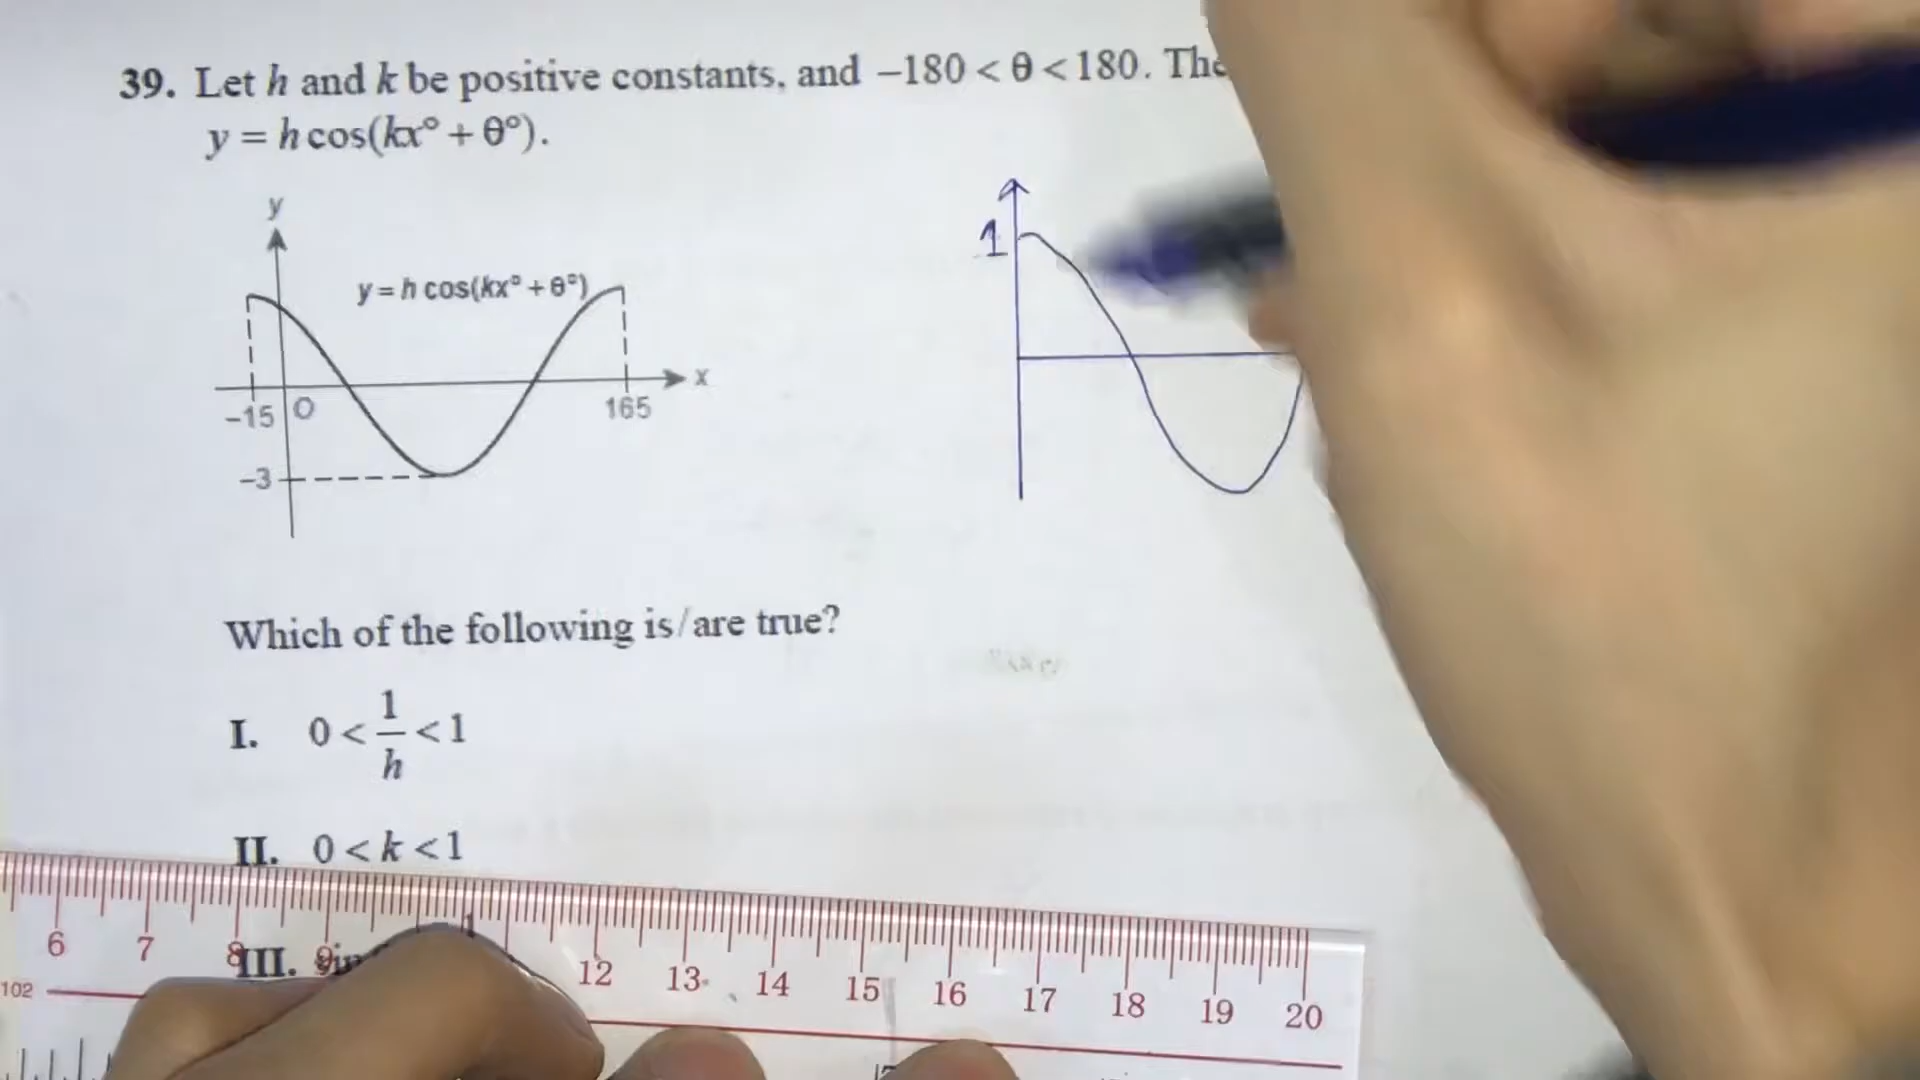 39. Let h and k be positive constants, and −180 < θ < 180. The
y = h cos(kx° + θ°).
y
1
y = h cos(kx° + θ°)
x
−15 O 165
−3
Which of the following is/are true?
I. 0 < 1/h < 1
II. 0 < k < 1
III.
6 7 8 9 12 13 14 15 16 17 18 19 20
102